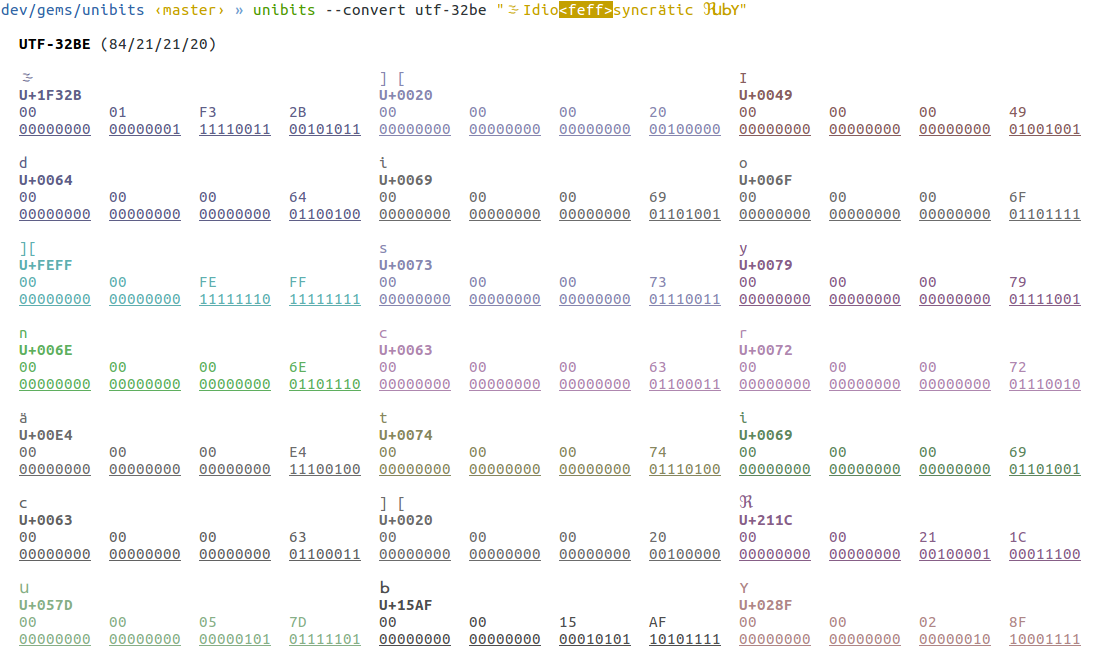 dev/gems/unibits ‹master› » unibits --convert utf-32be "🌫Idio<feff>syncrätic ℜսᖯʏ"
UTF-32BE (84/21/21/20)
🌫 ] [ I
U+1F32B U+0020 U+0049
00 01 F3 2B 00 00 00 20 00 00 00 49
00000000 00000001 11110011 00101011 00000000 00000000 00000000 00100000 00000000 00000000 00000000 01001001
d i o
U+0064 U+0069 U+006F
00 00 00 64 00 00 00 69 00 00 00 6F
00000000 00000000 00000000 01100100 00000000 00000000 00000000 01101001 00000000 00000000 00000000 01101111
][ s y
U+FEFF U+0073 U+0079
00 00 FE FF 00 00 00 73 00 00 00 79
00000000 00000000 11111110 11111111 00000000 00000000 00000000 01110011 00000000 00000000 00000000 01111001
n c r
U+006E U+0063 U+0072
00 00 00 6E 00 00 00 63 00 00 00 72
00000000 00000000 00000000 01101110 00000000 00000000 00000000 01100011 00000000 00000000 00000000 01110010
ä t i
U+00E4 U+0074 U+0069
00 00 00 E4 00 00 00 74 00 00 00 69
00000000 00000000 00000000 11100100 00000000 00000000 00000000 01110100 00000000 00000000 00000000 01101001
c ] [ ℜ
U+0063 U+0020 U+211C
00 00 00 63 00 00 00 20 00 00 21 1C
00000000 00000000 00000000 01100011 00000000 00000000 00000000 00100000 00000000 00000000 00100001 00011100
ս ᖯ ʏ
U+057D U+15AF U+028F
00 00 05 7D 00 00 15 AF 00 00 02 8F
00000000 00000000 00000101 01111101 00000000 00000000 00010101 10101111 00000000 00000000 00000010 10001111